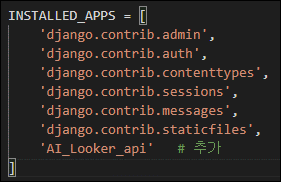 INSTALLED_APPS = [
    'django.contrib.admin',
    'django.contrib.auth',
    'django.contrib.contenttypes',
    'django.contrib.sessions',
    'django.contrib.messages',
    'django.contrib.staticfiles',
    'AI_Looker_api'   # 추가
]